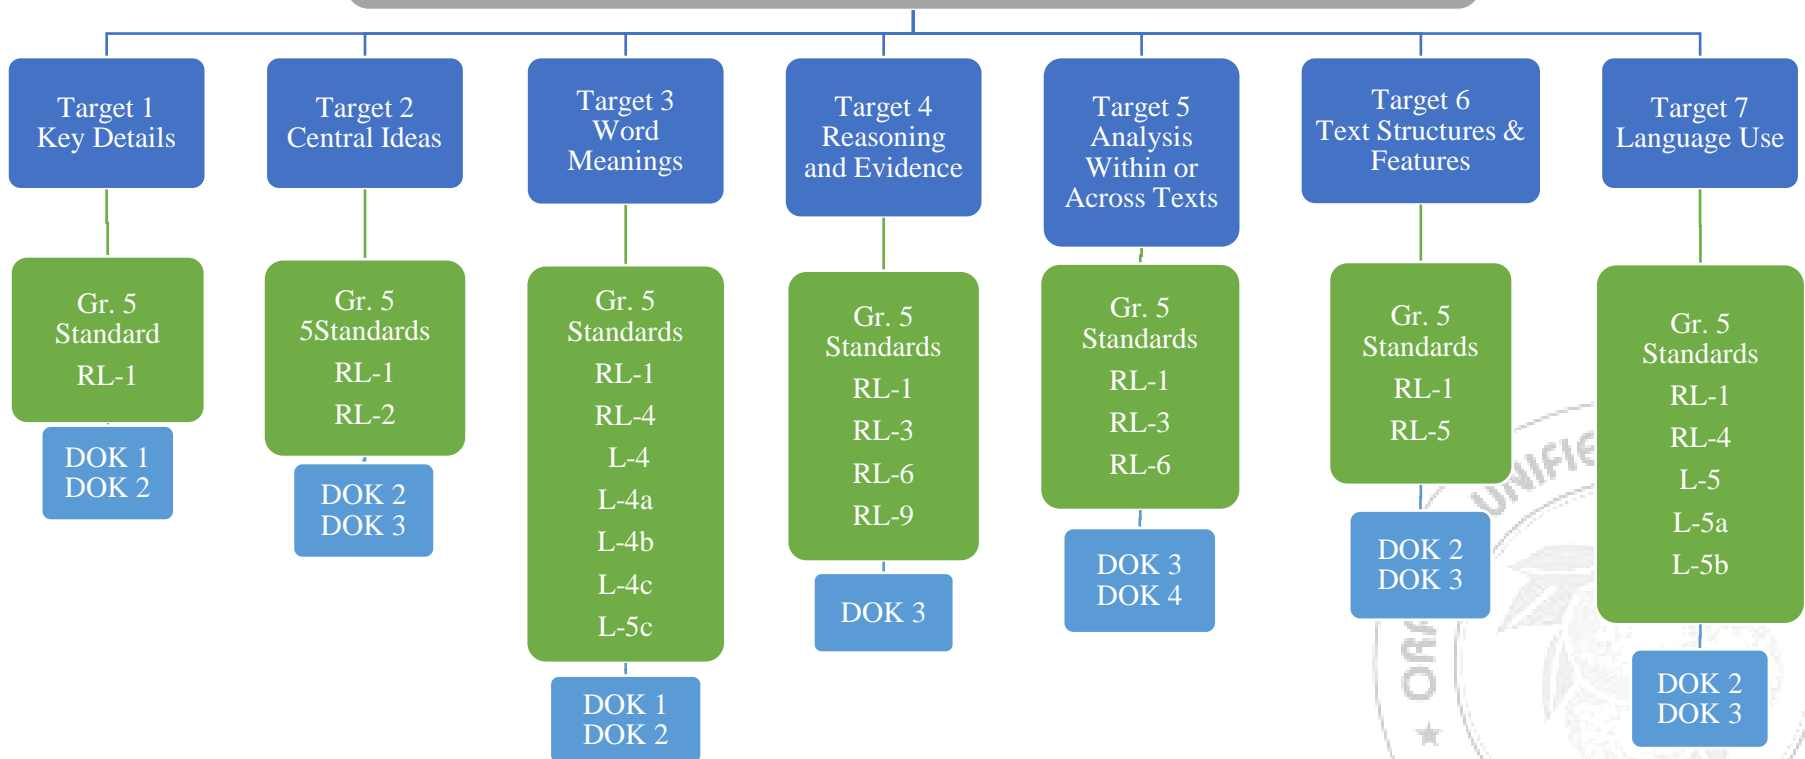 Target 1
Key Details
Target 2
Central Ideas
Target 3
Word
Meanings
Target 4
Reasoning
and Evidence
Target 5
Analysis
Within or
Across Texts
Target 6
Text Structures &
Features
Target 7
Language Use
Gr. 5
Standard
RL-1
Gr. 5
5Standards
RL-1
RL-2
Gr. 5
Standards
RL-1
RL-4
L-4
L-4a
L-4b
L-4c
L-5c
Gr. 5
Standards
RL-1
RL-3
RL-6
RL-9
Gr. 5
Standards
RL-1
RL-3
RL-6
Gr. 5
Standards
RL-1
RL-5
Gr. 5
Standards
RL-1
RL-4
L-5
L-5a
L-5b
DOK 1
DOK 2
DOK 2
DOK 3
DOK 1
DOK 2
DOK 3
DOK 3
DOK 4
DOK 2
DOK 3
DOK 2
DOK 3